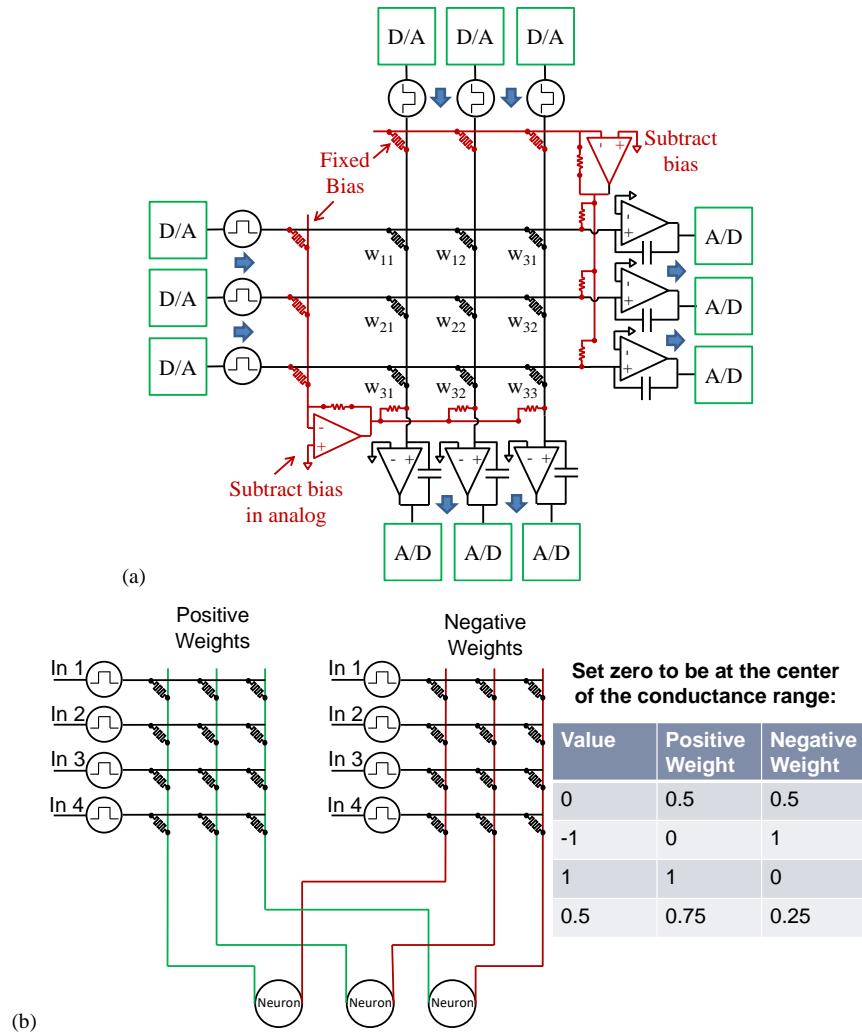 D/A D/A D/A
Fixed
Bias
Subtract
bias
- +
D/A
D/A
D/A
w11 w12 w31
w21 w22 w32
w31 w32 w33
-
+
-
+
-
+
A/D
A/D
A/D
-
+
Subtract bias
in analog
- + - + - +
A/D A/D A/D
(a)
Positive
Weights
Negative
Weights
In 1
In 2
In 3
In 4
In 1
In 2
In 3
In 4
Set zero to be at the center
of the conductance range:
Value Positive Weight Negative Weight
0 0.5 0.5
-1 0 1
1 1 0
0.5 0.75 0.25
Neuron Neuron Neuron
(b)